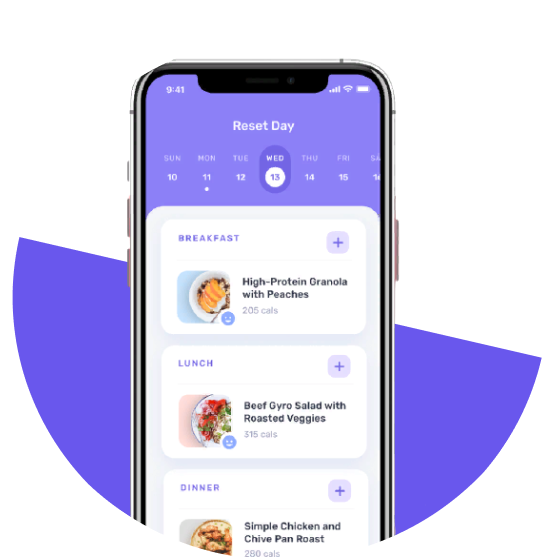 9:41
Reset Day
SUN MON TUE WED THU FRI SA
10 11 12 13 14 15
BREAKFAST
High-Protein Granola
with Peaches
205 cals
LUNCH
Beef Gyro Salad with
Roasted Veggies
315 cals
DINNER
Simple Chicken and
Chive Pan Roast
280 cals